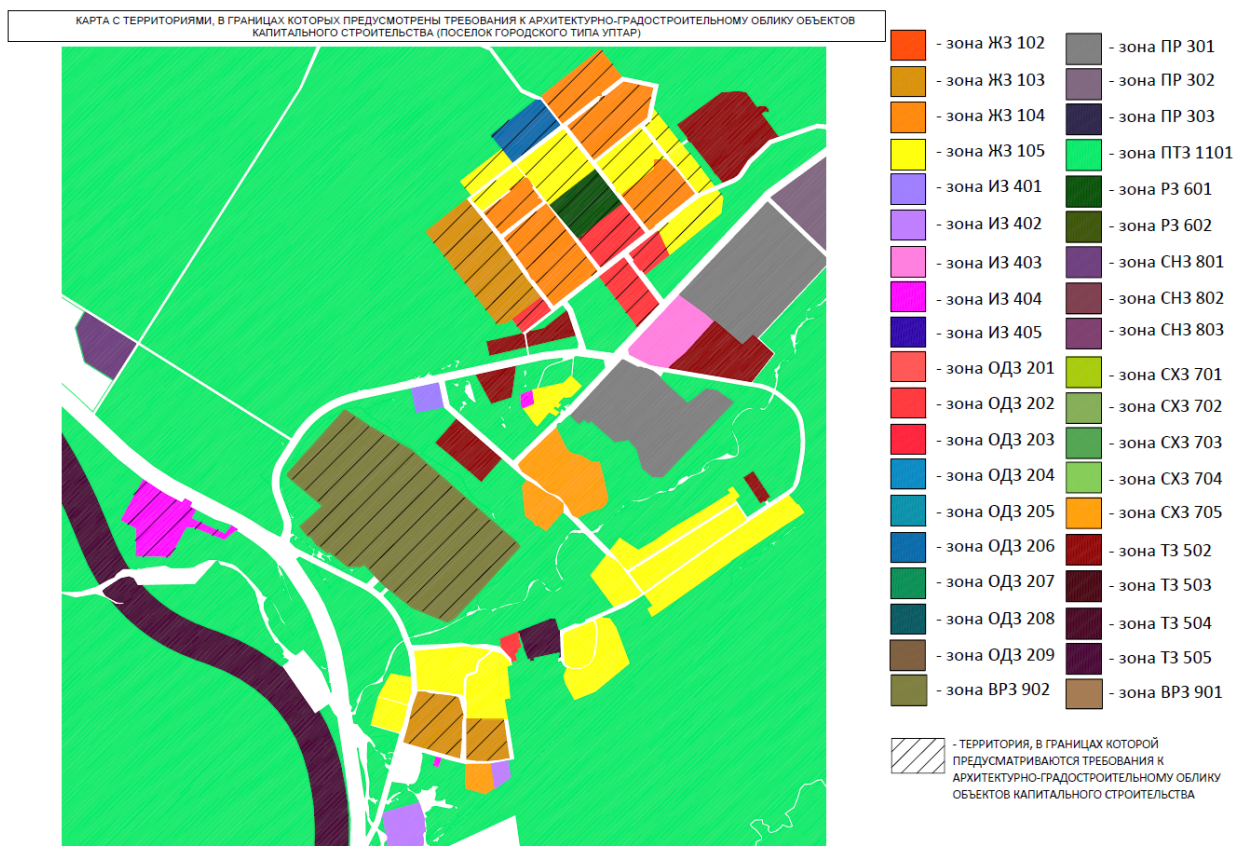 КАРТА С ТЕРРИТОРИЯМИ, В ГРАНИЦАХ КОТОРЫХ ПРЕДУСМОТРЕНЫ ТРЕБОВАНИЯ К АРХИТЕКТУРНО-ГРАДОСТРОИТЕЛЬНОМУ ОБЛИКУ ОБЪЕКТОВ
КАПИТАЛЬНОГО СТРОИТЕЛЬСТВА (ПОСЕЛОК ГОРОДСКОГО ТИПА УПТАР)
- зона ЖЗ 102
- зона ЖЗ 103
- зона ЖЗ 104
- зона ЖЗ 105
- зона ИЗ 401
- зона ИЗ 402
- зона ИЗ 403
- зона ИЗ 404
- зона ИЗ 405
- зона ОДЗ 201
- зона ОДЗ 202
- зона ОДЗ 203
- зона ОДЗ 204
- зона ОДЗ 205
- зона ОДЗ 206
- зона ОДЗ 207
- зона ОДЗ 208
- зона ОДЗ 209
- зона ВРЗ 902
- зона ПР 301
- зона ПР 302
- зона ПР 303
- зона ПТЗ 1101
- зона РЗ 601
- зона РЗ 602
- зона СНЗ 801
- зона СНЗ 802
- зона СНЗ 803
- зона СХЗ 701
- зона СХЗ 702
- зона СХЗ 703
- зона СХЗ 704
- зона СХЗ 705
- зона ТЗ 502
- зона ТЗ 503
- зона ТЗ 504
- зона ТЗ 505
- зона ВРЗ 901
- ТЕРРИТОРИЯ, В ГРАНИЦАХ КОТОРОЙ
ПРЕДУСМАТРИВАЮТСЯ ТРЕБОВАНИЯ К
АРХИТЕКТУРНО-ГРАДОСТРОИТЕЛЬНОМУ ОБЛИКУ
ОБЪЕКТОВ КАПИТАЛЬНОГО СТРОИТЕЛЬСТВА